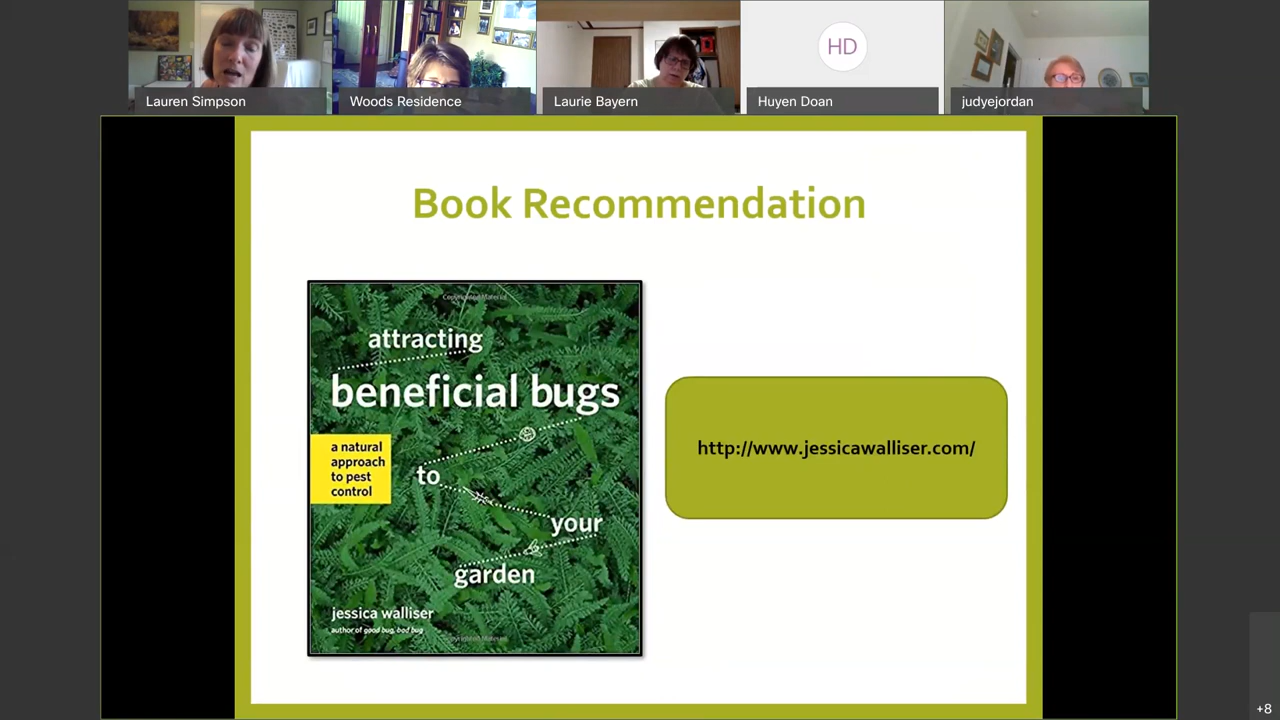 Lauren Simpson
Woods Residence
Laurie Bayern
HD
Huyen Doan
judyejordan
Book Recommendation
attracting
beneficial bugs
a natural
approach
to pest
control
to
your
garden
jessica walliser
author of good bug, bad bug
http://www.jessicawalliser.com/
+8